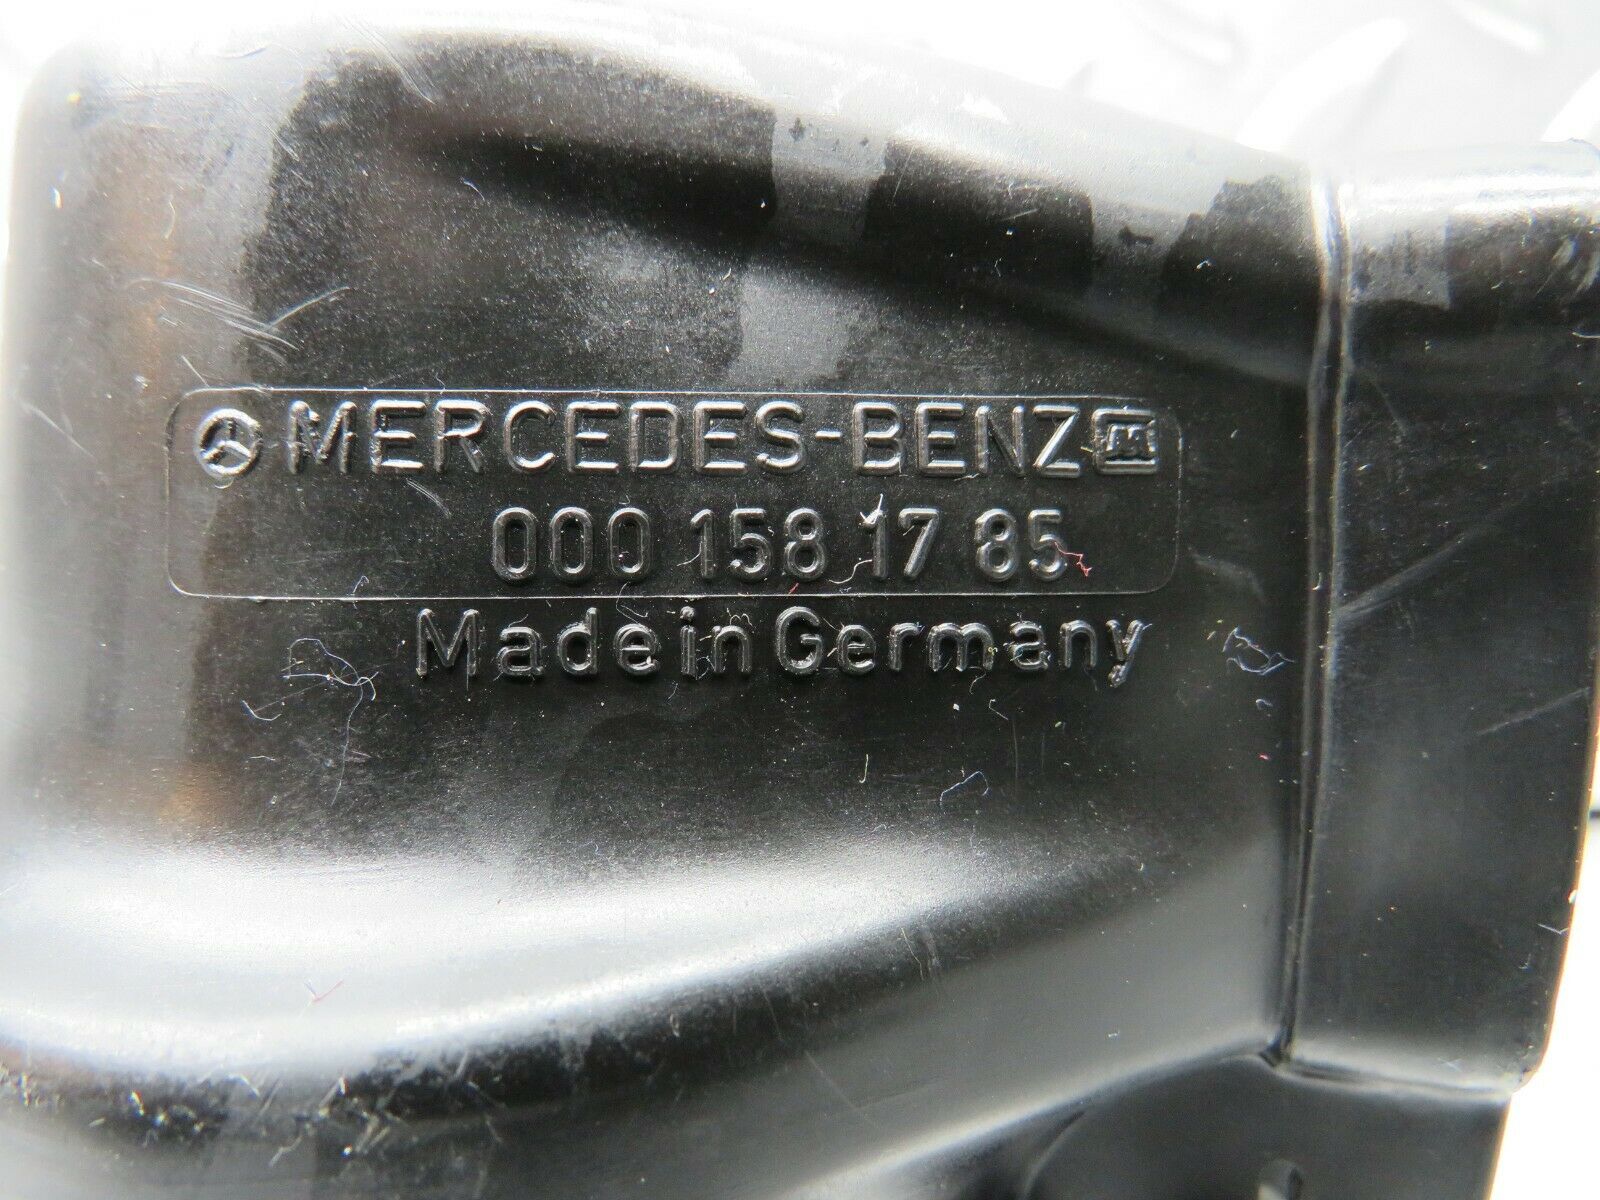 MERCEDES-BENZ M
000 158 17 85
Made in Germany